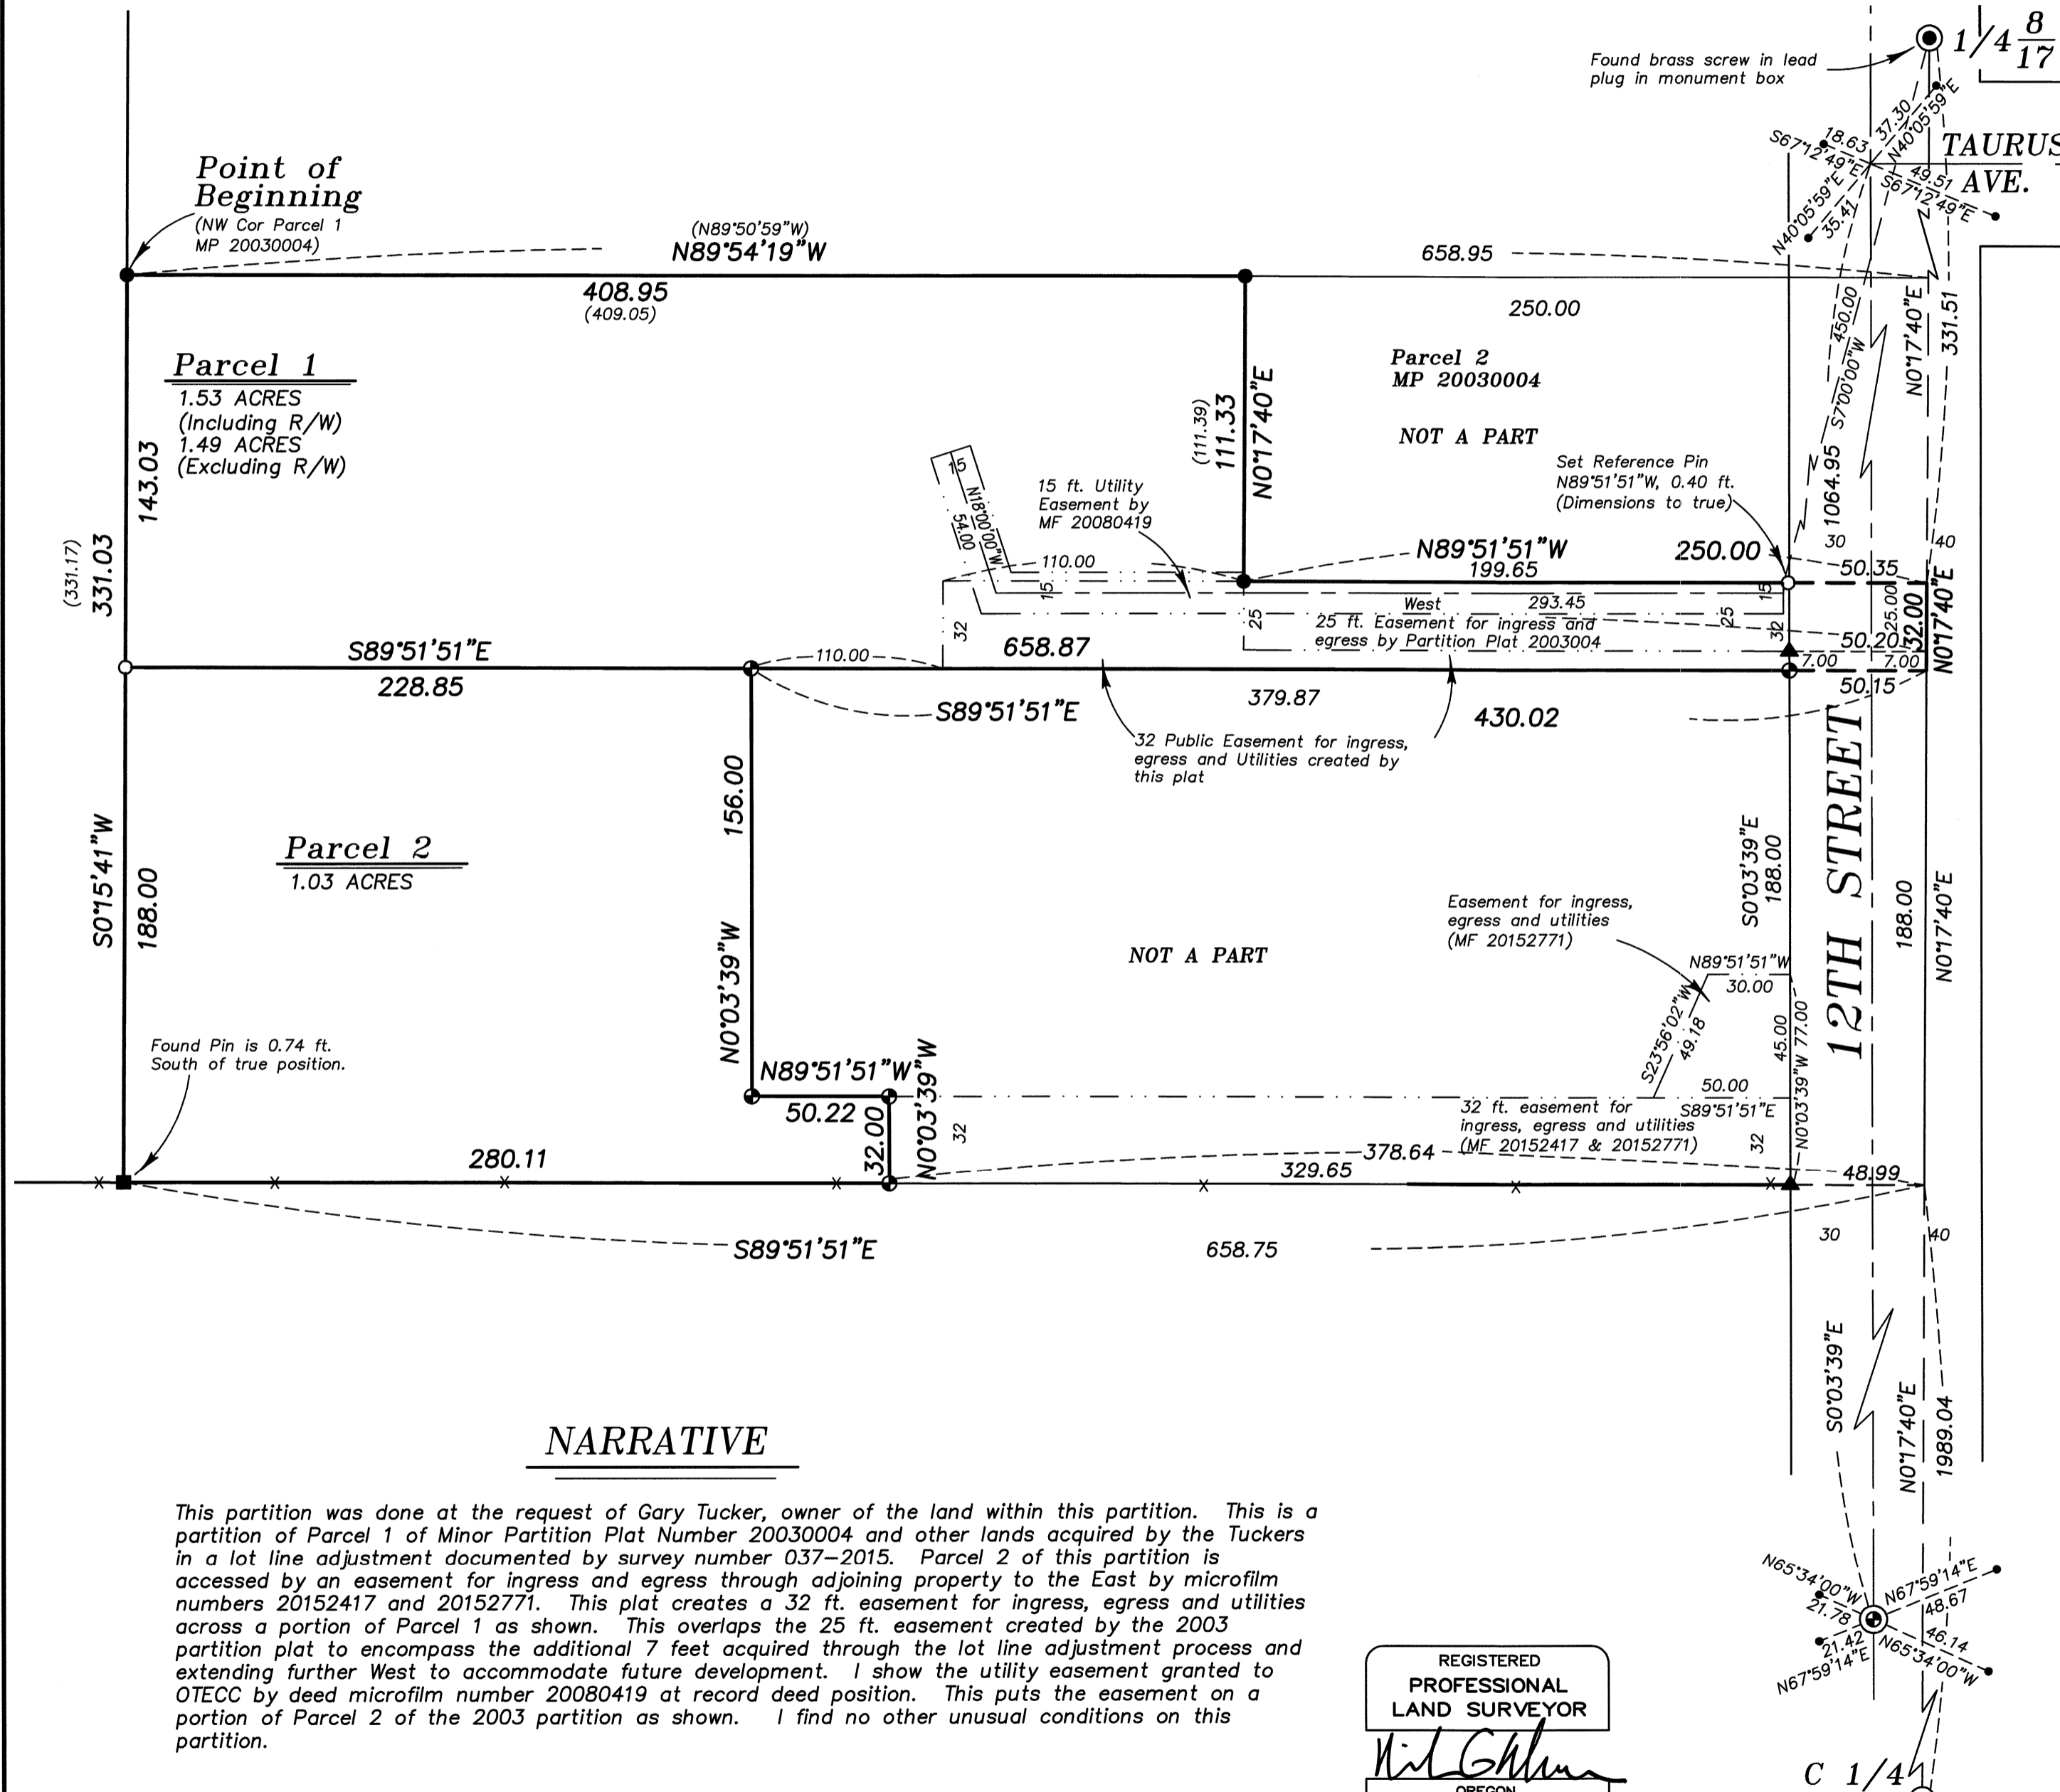 Found brass screw in lead
plug in monument box
1/4 8/17
TAURUS
AVE.
37.30
N40°05'59"E
18.63
S67°12'49"E
49.51
S67°12'49"E
N40°05'59"E
35.41
Point of
Beginning
(NW Cor Parcel 1
MP 20030004)
(N89°50'59"W)
N89°54'19"W
408.95
(409.05)
658.95
250.00
Parcel 1
1.53 ACRES
(Including R/W)
1.49 ACRES
(Excluding R/W)
143.03
(331.17)
331.03
(111.39)
111.33
N0°17'40"E
Parcel 2
MP 20030004
NOT A PART
Set Reference Pin
N89°51'51"W, 0.40 ft.
(Dimensions to true)
450.00
S7°00'00"W
1064.95
N0°17'40"E
331.51
30
40
15
N18°00'00"W
54.00
15 ft. Utility
Easement by
MF 20080419
110.00
15
N89°51'51"W
250.00
199.65
50.35
15
West
293.45
25
25
25 ft. Easement for ingress and
egress by Partition Plat 2003004
32
32
25.00
32.00
N0°17'40"E
50.20
7.00
7.00
50.15
S89°51'51"E
228.85
110.00
658.87
S89°51'51"E
379.87
430.02
32 Public Easement for ingress,
egress and Utilities created by
this plat
156.00
N0°03'39"W
S0°15'41"W
188.00
Parcel 2
1.03 ACRES
NOT A PART
Found Pin is 0.74 ft.
South of true position.
Easement for ingress,
egress and utilities
(MF 20152771)
S0°03'39"E
188.00
12TH STREET
188.00
N0°17'40"E
N89°51'51"W
30.00
S23°56'02"W
49.18
45.00
N0°03'39"W 77.00
N89°51'51"W
50.22
32.00
N0°03'39"W
32
50.00
S89°51'51"E
32 ft. easement for
ingress, egress and utilities
(MF 20152417 & 20152771)
32
280.11
378.64
329.65
48.99
S89°51'51"E
658.75
30
40
S0°03'39"E
N0°17'40"E
1989.04
NARRATIVE
This partition was done at the request of Gary Tucker, owner of the land within this partition. This is a
partition of Parcel 1 of Minor Partition Plat Number 20030004 and other lands acquired by the Tuckers
in a lot line adjustment documented by survey number 037-2015. Parcel 2 of this partition is
accessed by an easement for ingress and egress through adjoining property to the East by microfilm
numbers 20152417 and 20152771. This plat creates a 32 ft. easement for ingress, egress and utilities
across a portion of Parcel 1 as shown. This overlaps the 25 ft. easement created by the 2003
partition plat to encompass the additional 7 feet acquired through the lot line adjustment process and
extending further West to accommodate future development. I show the utility easement granted to
OTECC by deed microfilm number 20080419 at record deed position. This puts the easement on a
portion of Parcel 2 of the 2003 partition as shown. I find no other unusual conditions on this
partition.
N65°34'00"W
21.78
N67°59'14"E
48.67
21.42
N67°59'14"E
46.14
N65°34'00"W
REGISTERED
PROFESSIONAL
LAND SURVEYOR
OREGON
C 1/4